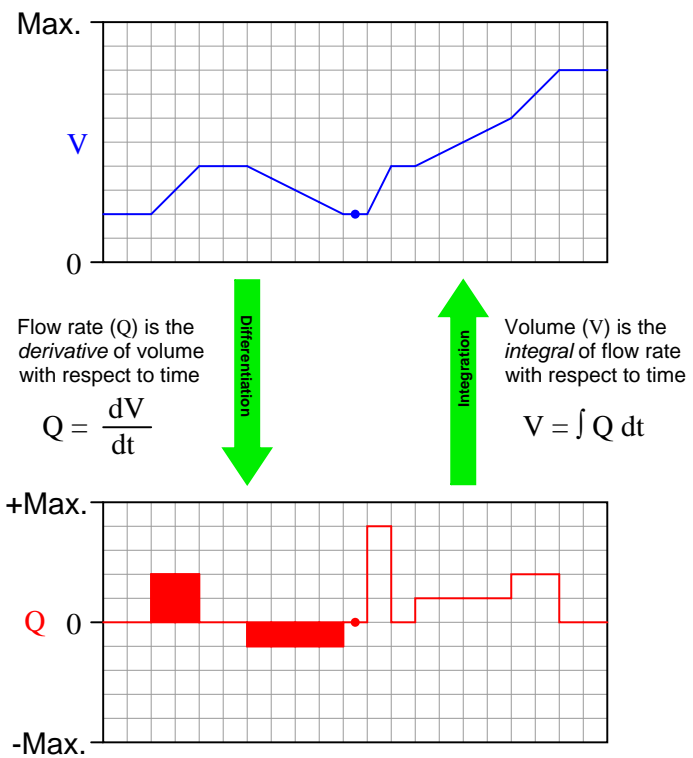 Max.
V
0
Flow rate (Q) is the
derivative of volume
with respect to time
Q = dV
dt
Differentiation
Integration
Volume (V) is the
integral of flow rate
with respect to time
V = ∫ Q dt
+Max.
Q 0
-Max.